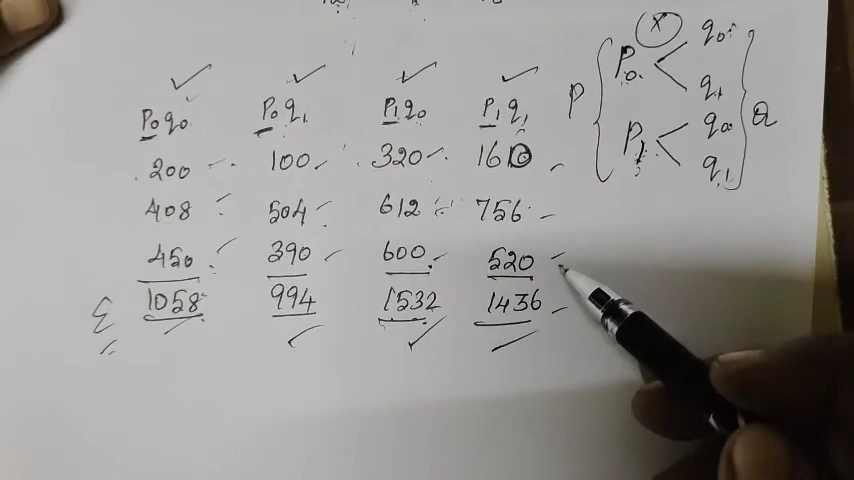 P₀q₀ P₀q₁ P₁q₀ P₁q₁
200 100 320 1610
408 504 612 756
450 390 600 520
Σ 1058 994 1532 1436
X
P { P₀ < q₀ } Q
q₁
P₁ < q₀
q₁